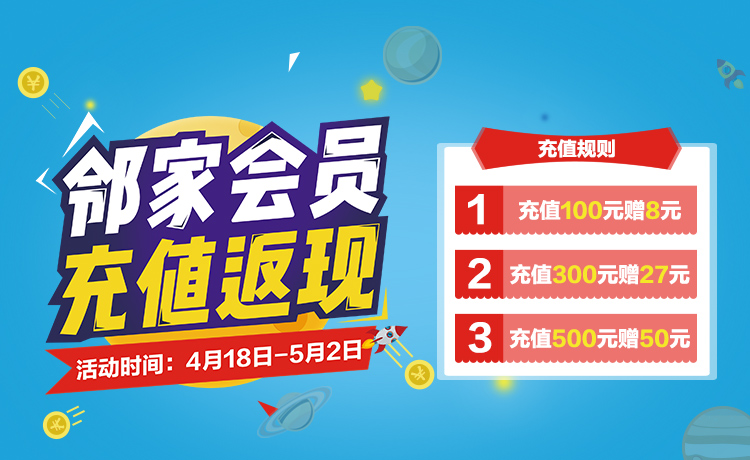 邻家会员
充值返现
活动时间：4月18日-5月2日
充值规则
1 充值100元赠8元
2 充值300元赠27元
3 充值500元赠50元